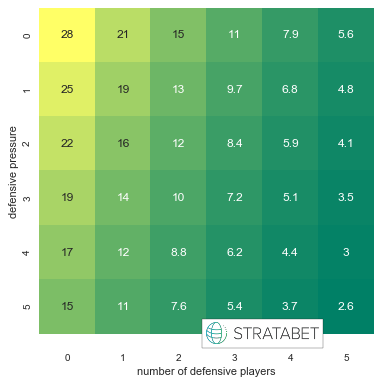 0 28 21 15 11 7.9 5.6
1 25 19 13 9.7 6.8 4.8
2 22 16 12 8.4 5.9 4.1
3 19 14 10 7.2 5.1 3.5
4 17 12 8.8 6.2 4.4 3
5 15 11 7.6 5.4 3.7 2.6
defensive pressure
STRATABET
0 1 2 3 4 5
number of defensive players